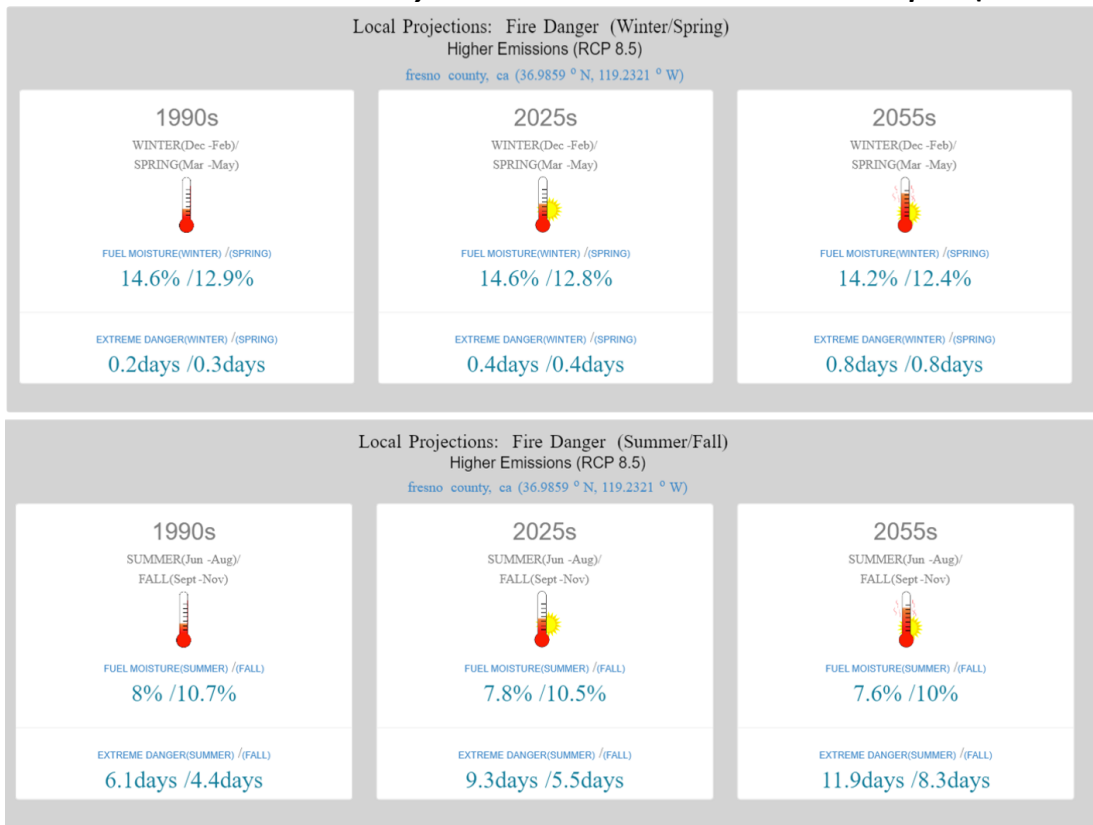 Local Projections: Fire Danger (Winter/Spring)
Higher Emissions (RCP 8.5)
fresno county, ca (36.9859 ° N, 119.2321 ° W)
1990s
WINTER(Dec -Feb)/
SPRING(Mar -May)
FUEL MOISTURE(WINTER) /(SPRING)
14.6% /12.9%
EXTREME DANGER(WINTER) /(SPRING)
0.2days /0.3days
2025s
WINTER(Dec -Feb)/
SPRING(Mar -May)
FUEL MOISTURE(WINTER) /(SPRING)
14.6% /12.8%
EXTREME DANGER(WINTER) /(SPRING)
0.4days /0.4days
2055s
WINTER(Dec -Feb)/
SPRING(Mar -May)
FUEL MOISTURE(WINTER) /(SPRING)
14.2% /12.4%
EXTREME DANGER(WINTER) /(SPRING)
0.8days /0.8days
Local Projections: Fire Danger (Summer/Fall)
Higher Emissions (RCP 8.5)
fresno county, ca (36.9859 ° N, 119.2321 ° W)
1990s
SUMMER(Jun -Aug)/
FALL(Sept -Nov)
FUEL MOISTURE(SUMMER) /(FALL)
8% /10.7%
EXTREME DANGER(SUMMER) /(FALL)
6.1days /4.4days
2025s
SUMMER(Jun -Aug)/
FALL(Sept -Nov)
FUEL MOISTURE(SUMMER) /(FALL)
7.8% /10.5%
EXTREME DANGER(SUMMER) /(FALL)
9.3days /5.5days
2055s
SUMMER(Jun -Aug)/
FALL(Sept -Nov)
FUEL MOISTURE(SUMMER) /(FALL)
7.6% /10%
EXTREME DANGER(SUMMER) /(FALL)
11.9days /8.3days